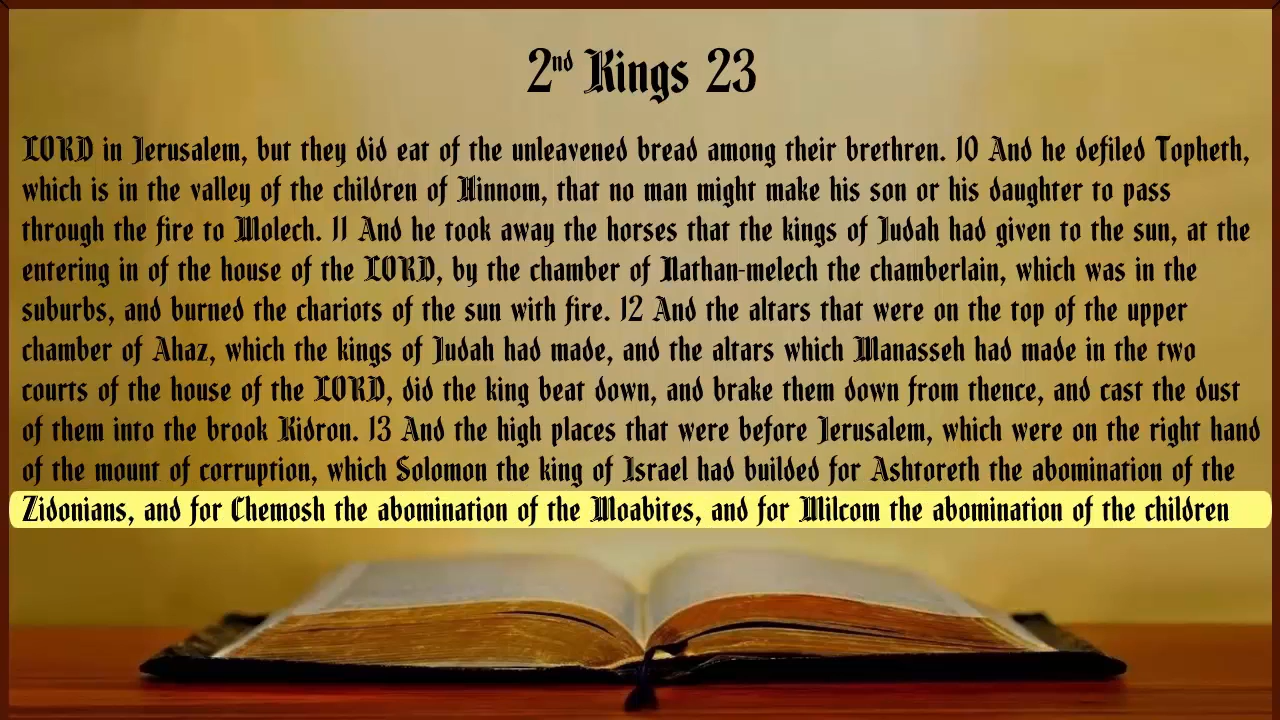 2nd Kings 23
LORD in Jerusalem, but they did eat of the unleavened bread among their brethren. 10 And he defiled Topheth,
which is in the valley of the children of Hinnom, that no man might make his son or his daughter to pass
through the fire to Molech. 11 And he took away the horses that the kings of Judah had given to the sun, at the
entering in of the house of the LORD, by the chamber of Nathan-melech the chamberlain, which was in the
suburbs, and burned the chariots of the sun with fire. 12 And the altars that were on the top of the upper
chamber of Ahaz, which the kings of Judah had made, and the altars which Manasseh had made in the two
courts of the house of the LORD, did the king beat down, and brake them down from thence, and cast the dust
of them into the brook Kidron. 13 And the high places that were before Jerusalem, which were on the right hand
of the mount of corruption, which Solomon the king of Israel had builded for Ashtoreth the abomination of the
Zidonians, and for Chemosh the abomination of the Moabites, and for Milcom the abomination of the children